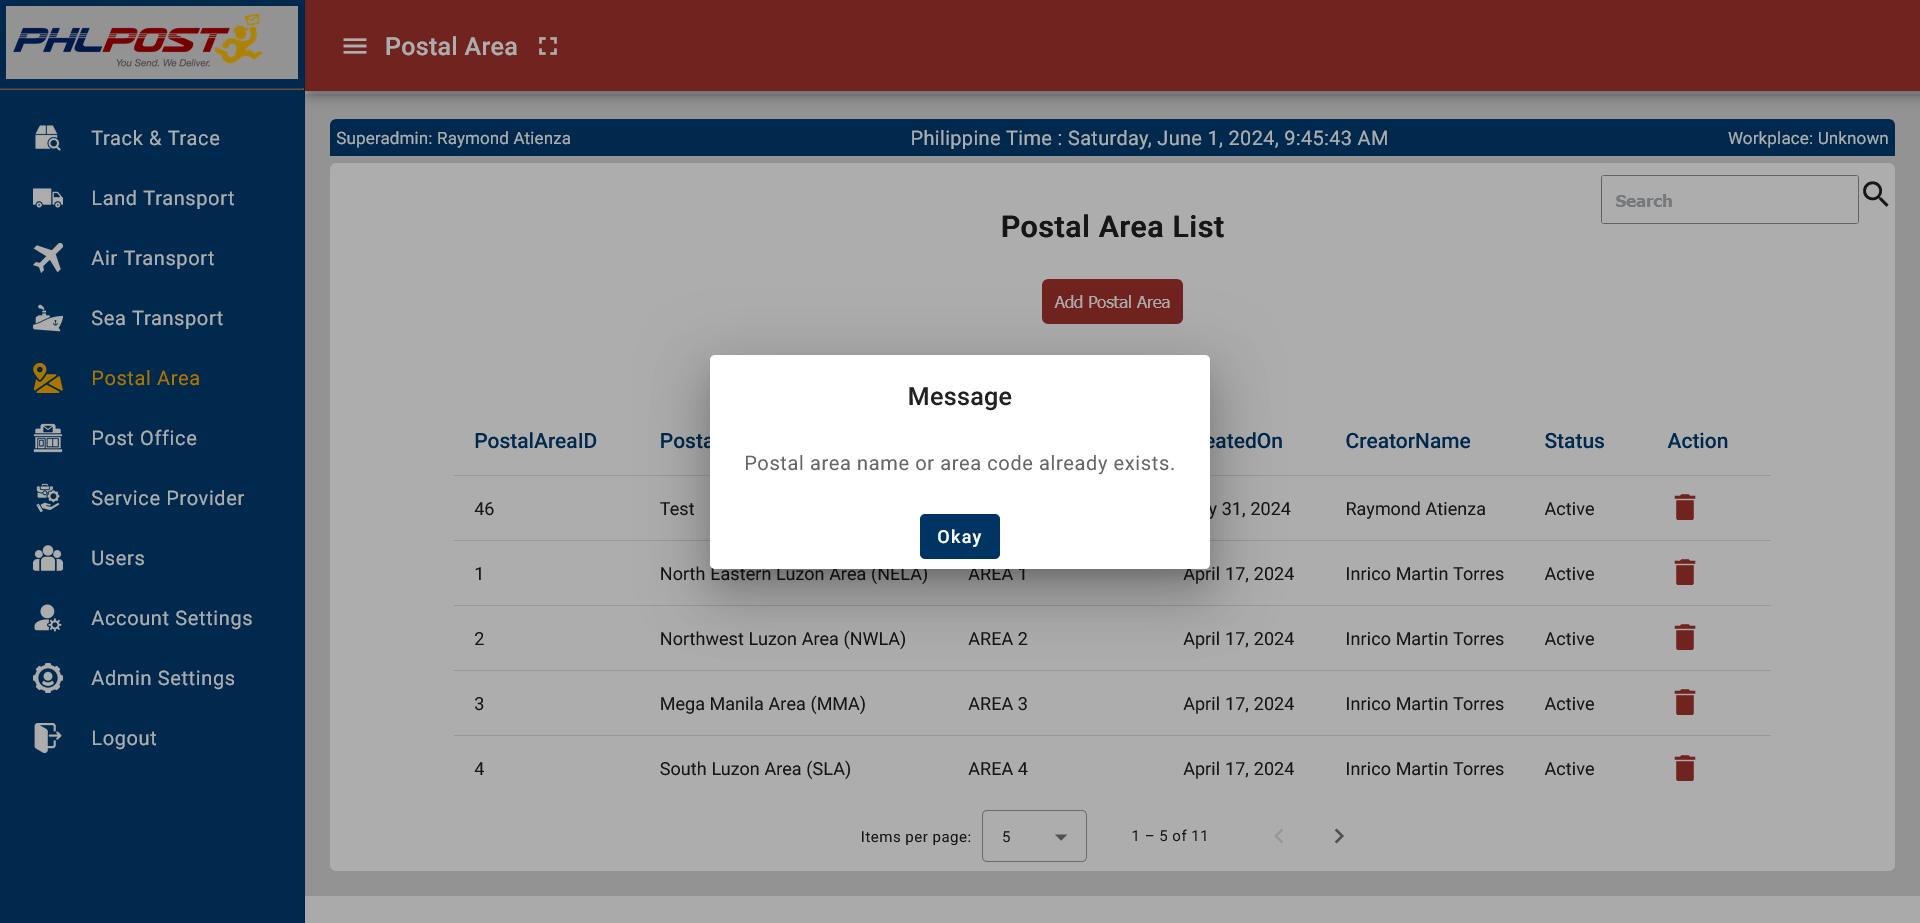 PHLPOST
You Send. We Deliver.
Postal Area
Track & Trace
Land Transport
Air Transport
Sea Transport
Postal Area
Post Office
Service Provider
Users
Account Settings
Admin Settings
Logout
Superadmin: Raymond Atienza
Philippine Time : Saturday, June 1, 2024, 9:45:43 AM
Workplace: Unknown
Search
Postal Area List
Add Postal Area
Message
Postal area name or area code already exists.
Okay
PostalAreaID Posta eatedOn CreatorName Status Action
46 Test y 31, 2024 Raymond Atienza Active
1 North Eastern Luzon Area (NELA) AREA 1 April 17, 2024 Inrico Martin Torres Active
2 Northwest Luzon Area (NWLA) AREA 2 April 17, 2024 Inrico Martin Torres Active
3 Mega Manila Area (MMA) AREA 3 April 17, 2024 Inrico Martin Torres Active
4 South Luzon Area (SLA) AREA 4 April 17, 2024 Inrico Martin Torres Active
Items per page: 5 1 – 5 of 11